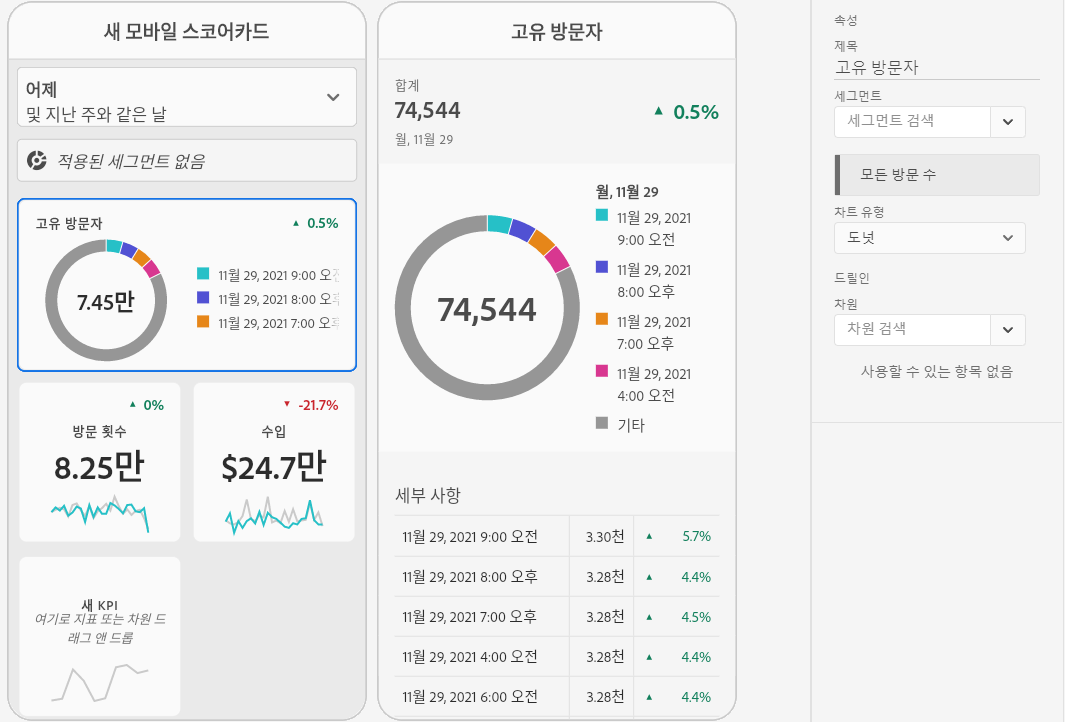 새 모바일 스코어카드
어제
및 지난 주와 같은 날
적용된 세그먼트 없음
고유 방문자
▲ 0.5%
7.45만
11월 29, 2021 9:00 오전
11월 29, 2021 8:00 오후
11월 29, 2021 7:00 오후
▲ 0%
방문 횟수
8.25만
▼ -21.7%
수입
$24.7만
새 KPI
여기로 지표 또는 차원 드
래그 앤 드롭
고유 방문자
합계
74,544
▲ 0.5%
월, 11월 29
74,544
월, 11월 29
11월 29, 2021
9:00 오전
11월 29, 2021
8:00 오후
11월 29, 2021
7:00 오후
11월 29, 2021
4:00 오전
기타
세부 사항
11월 29, 2021 9:00 오전 3.30천 ▲ 5.7%
11월 29, 2021 8:00 오후 3.28천 ▲ 4.4%
11월 29, 2021 7:00 오후 3.28천 ▲ 4.5%
11월 29, 2021 4:00 오전 3.28천 ▲ 4.4%
11월 29, 2021 6:00 오전 3.28천 ▲ 4.4%
속성
제목
고유 방문자
세그먼트
세그먼트 검색
모든 방문 수
차트 유형
도넛
드릴인
차원
차원 검색
사용할 수 있는 항목 없음